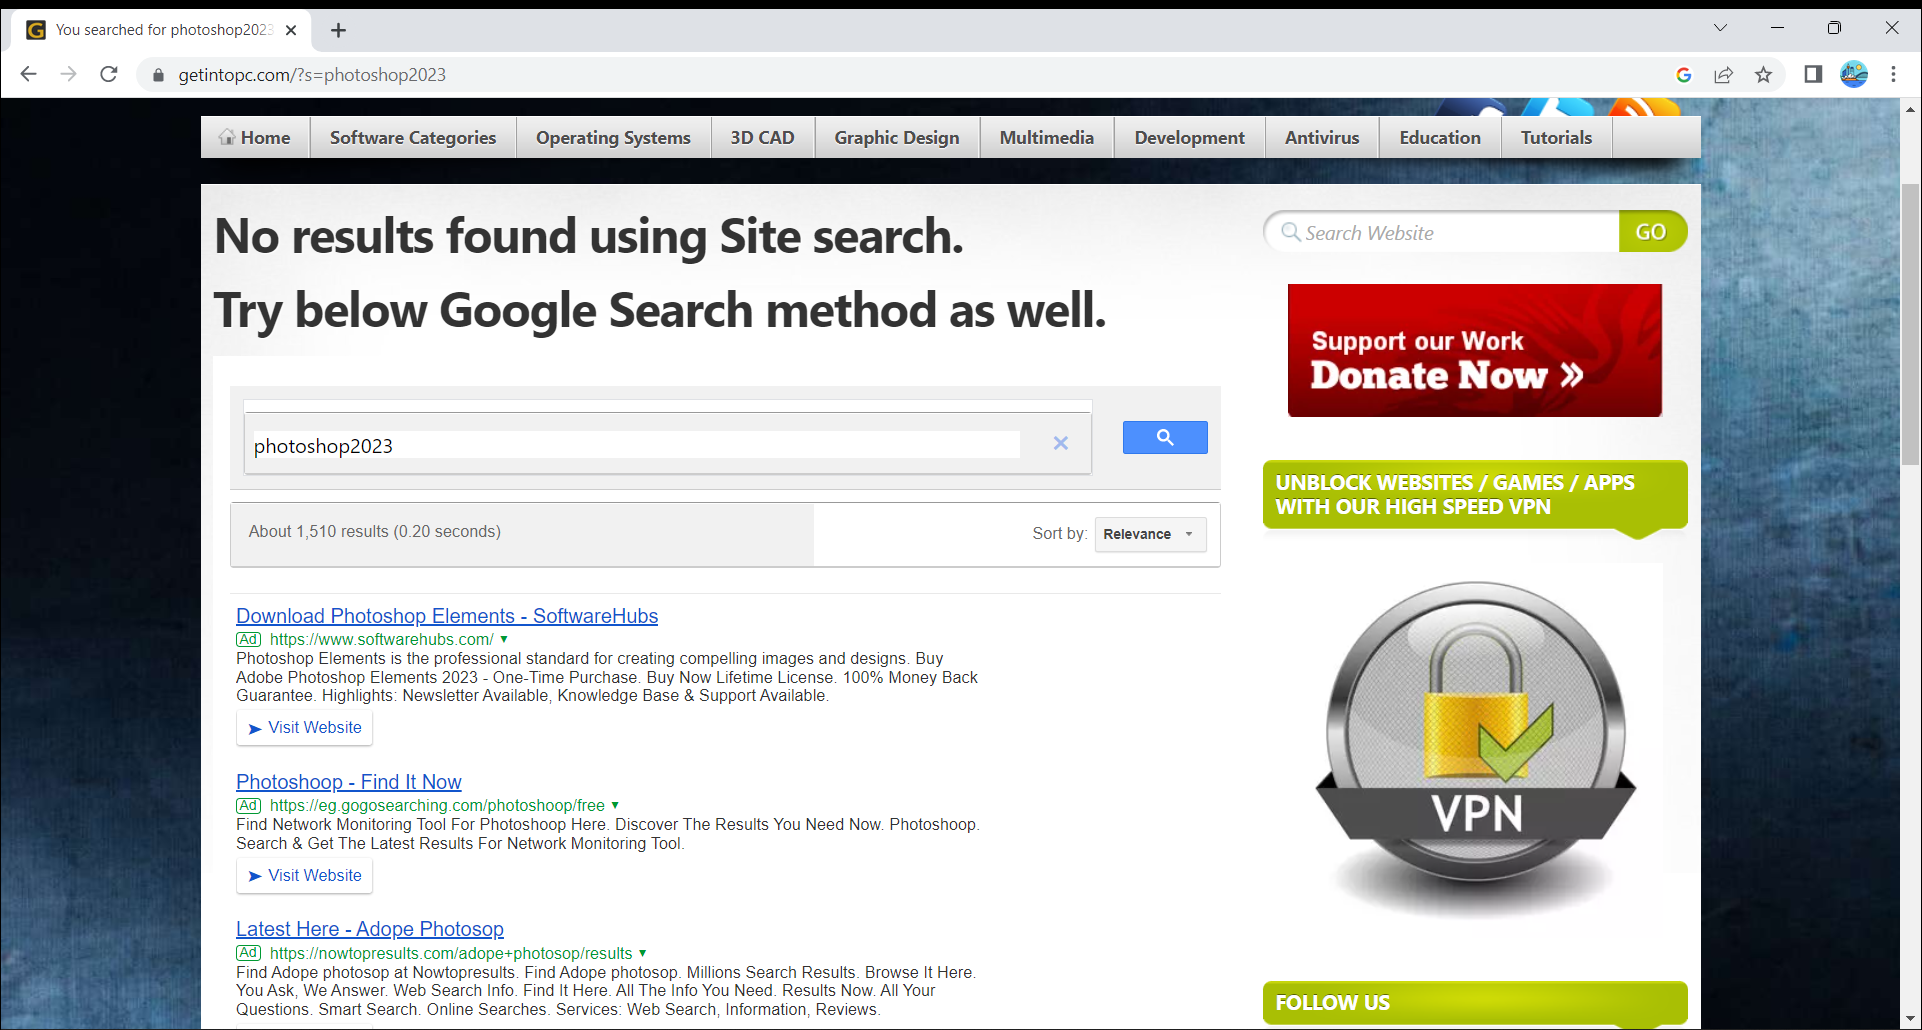 You searched for photoshop2023
getintopc.com/?s=photoshop2023
Home Software Categories Operating Systems 3D CAD Graphic Design Multimedia Development Antivirus Education Tutorials
No results found using Site search.
Try below Google Search method as well.
Search Website GO
Support our Work
Donate Now »
photoshop2023
UNBLOCK WEBSITES / GAMES / APPS
WITH OUR HIGH SPEED VPN
About 1,510 results (0.20 seconds)
Sort by: Relevance
Download Photoshop Elements - SoftwareHubs
Ad https://www.softwarehubs.com/
Photoshop Elements is the professional standard for creating compelling images and designs. Buy
Adobe Photoshop Elements 2023 - One-Time Purchase. Buy Now Lifetime License. 100% Money Back
Guarantee. Highlights: Newsletter Available, Knowledge Base & Support Available.
Visit Website
Photoshoop - Find It Now
Ad https://eg.gogosearching.com/photoshoop/free
Find Network Monitoring Tool For Photoshoop Here. Discover The Results You Need Now. Photoshoop.
Search & Get The Latest Results For Network Monitoring Tool.
Visit Website
VPN
Latest Here - Adope Photosop
Ad https://nowtopresults.com/adope+photosop/results
Find Adope photosop at Nowtopresults. Find Adope photosop. Millions Search Results. Browse It Here.
You Ask, We Answer. Web Search Info. Find It Here. All The Info You Need. Results Now. All Your
Questions. Smart Search. Online Searches. Services: Web Search, Information, Reviews.
FOLLOW US